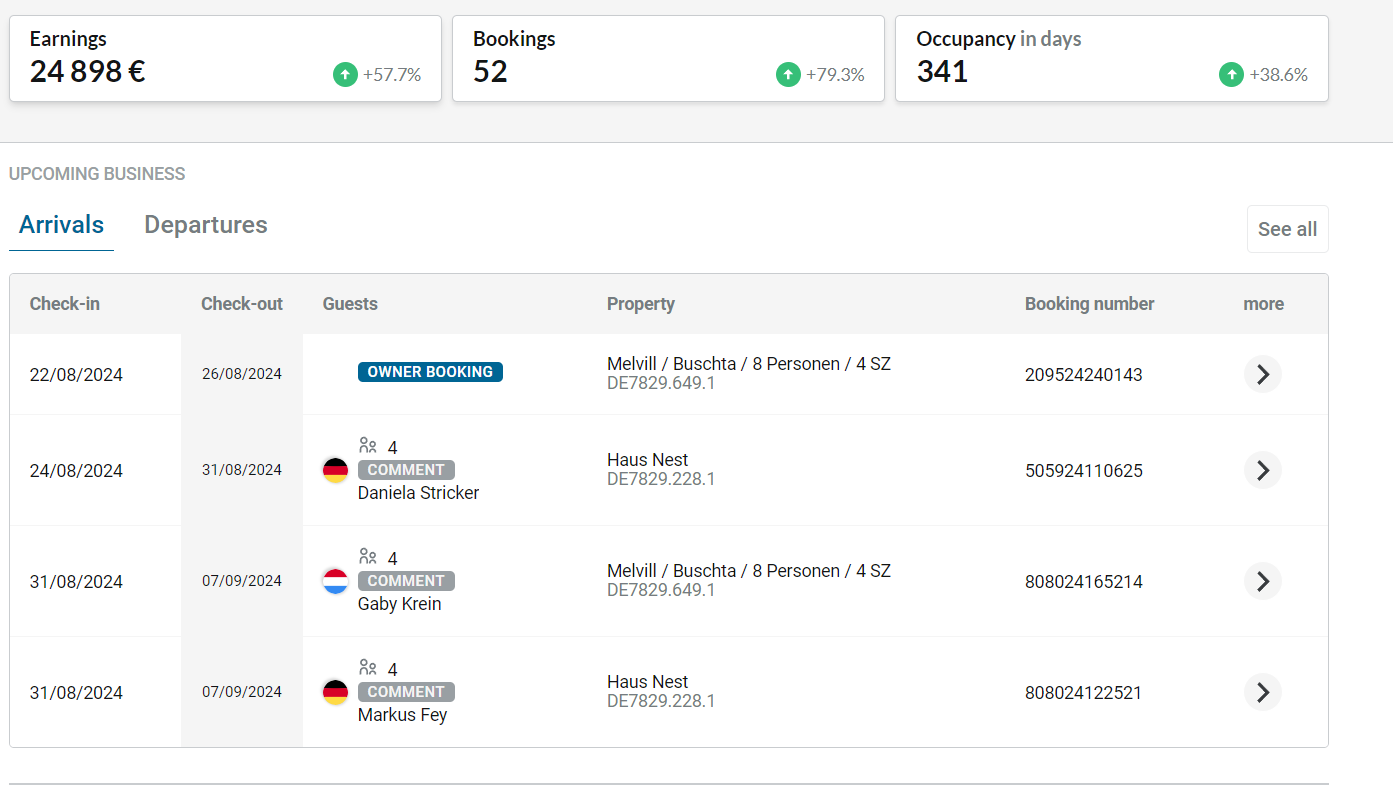 Earnings
24 898 €
+57.7%
Bookings
52
+79.3%
Occupancy in days
341
+38.6%
UPCOMING BUSINESS
Arrivals Departures
See all
Check-in Check-out Guests Property Booking number more
22/08/2024 26/08/2024 OWNER BOOKING Melvill / Buschta / 8 Personen / 4 SZ 209524240143
DE7829.649.1
4
24/08/2024 31/08/2024 COMMENT Haus Nest 505924110625
Daniela Stricker DE7829.228.1
4
31/08/2024 07/09/2024 COMMENT Melvill / Buschta / 8 Personen / 4 SZ 808024165214
Gaby Krein DE7829.649.1
4
31/08/2024 07/09/2024 COMMENT Haus Nest 808024122521
Markus Fey DE7829.228.1